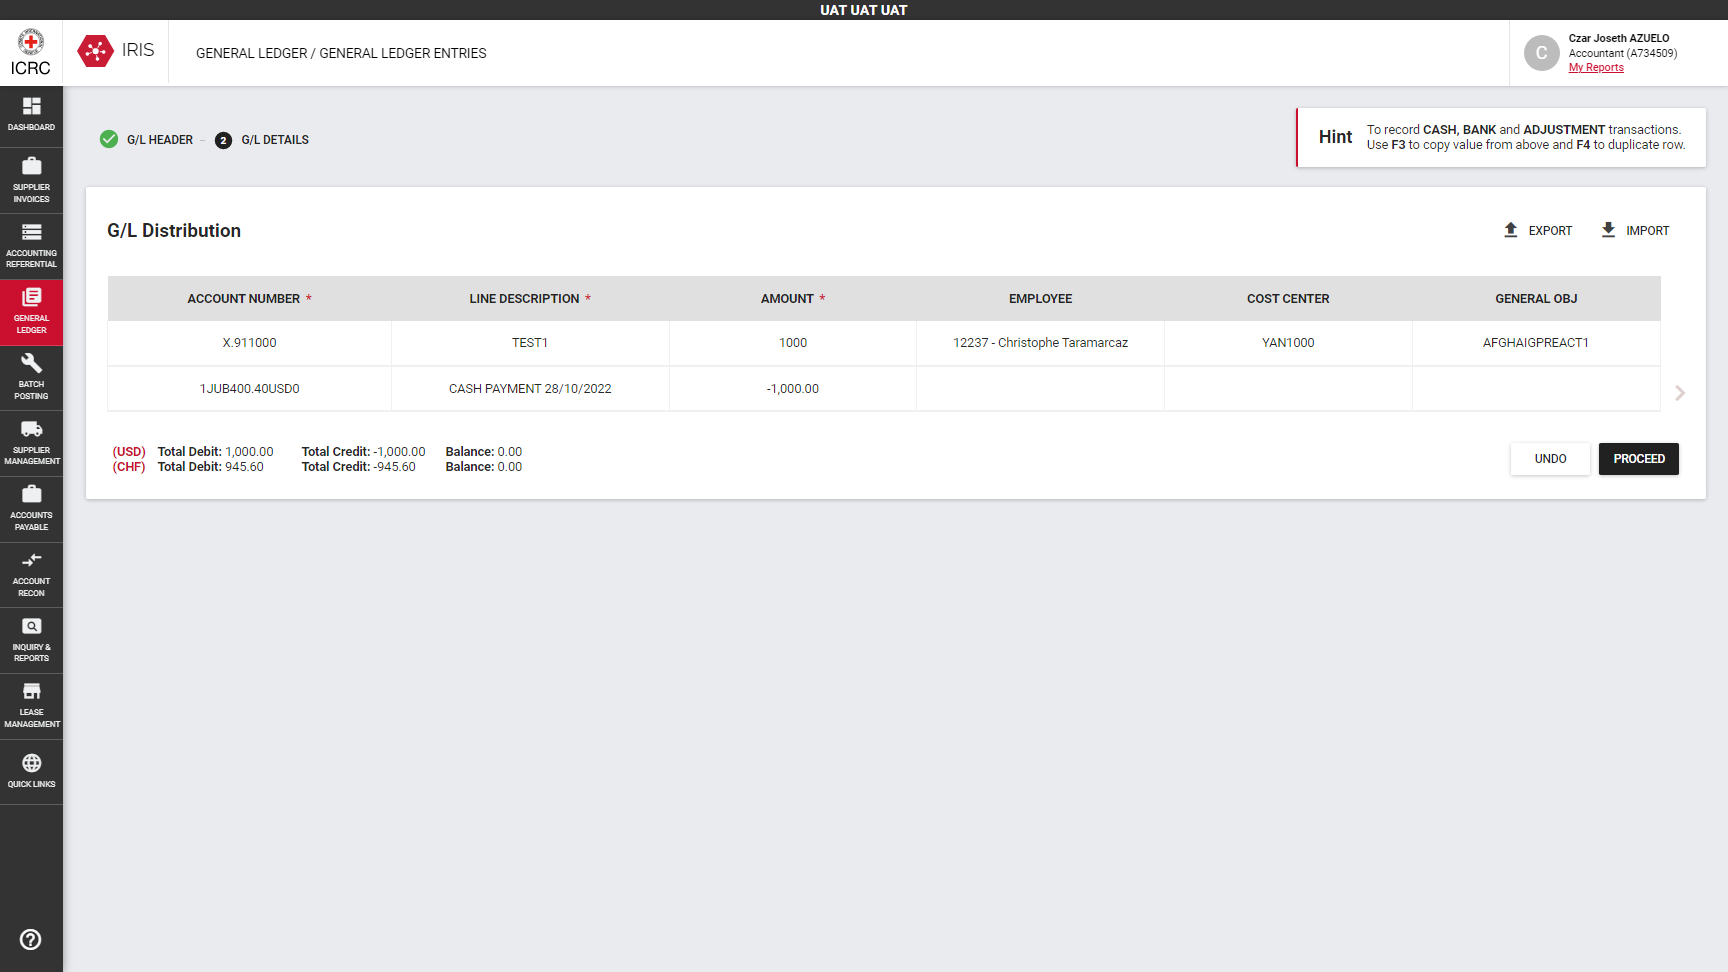 UAT UAT UAT
ICRC
IRIS
GENERAL LEDGER / GENERAL LEDGER ENTRIES
C
Czar Joseth AZUELO
Accountant (A734509)
My Reports
DASHBOARD
SUPPLIER
INVOICES
ACCOUNTING
REFERENTIAL
GENERAL
LEDGER
BATCH
POSTING
SUPPLIER
MANAGEMENT
ACCOUNTS
PAYABLE
ACCOUNT
RECON
INQUIRY &
REPORTS
LEASE
MANAGEMENT
QUICK LINKS
G/L HEADER
2 G/L DETAILS
Hint
To record CASH, BANK and ADJUSTMENT transactions.
Use F3 to copy value from above and F4 to duplicate row.
G/L Distribution
EXPORT IMPORT
ACCOUNT NUMBER * LINE DESCRIPTION * AMOUNT * EMPLOYEE COST CENTER GENERAL OBJ
X.911000 TEST1 1000 12237 - Christophe Taramarcaz YAN1000 AFGHAIGPREACT1
1JUB400.40USD0 CASH PAYMENT 28/10/2022 -1,000.00
(USD) Total Debit: 1,000.00 Total Credit: -1,000.00 Balance: 0.00
(CHF) Total Debit: 945.60 Total Credit: -945.60 Balance: 0.00
UNDO PROCEED